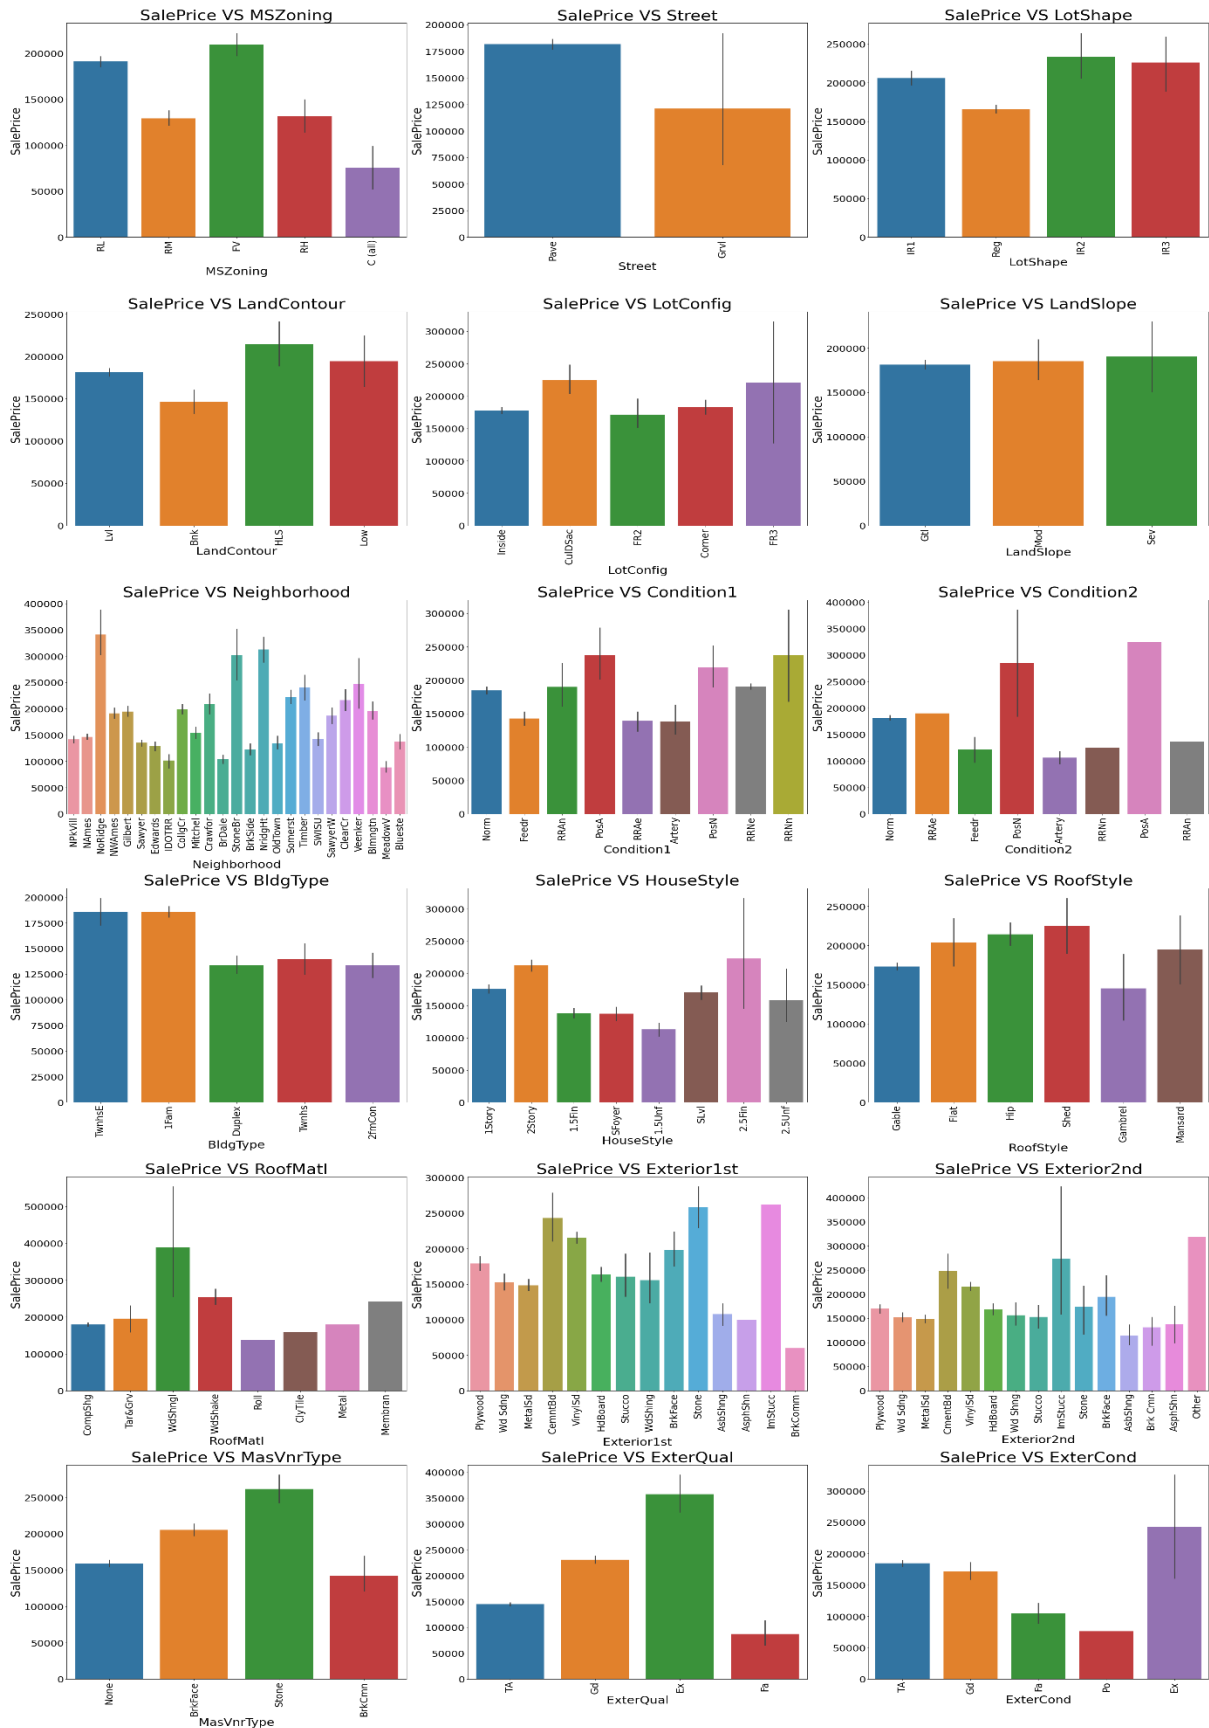 SalePrice VS MSZoning
SalePrice
200000
150000
100000
50000
0
RL
RM
FV
RH
C (all)
MSZoning
SalePrice VS Street
SalePrice
200000
175000
150000
125000
100000
75000
50000
25000
0
Pave
Grvl
Street
SalePrice VS LotShape
SalePrice
250000
200000
150000
100000
50000
0
IR1
Reg
IR2
IR3
LotShape
SalePrice VS LandContour
SalePrice
250000
200000
150000
100000
50000
0
Lvl
Bnk
HLS
Low
LandContour
SalePrice VS LotConfig
SalePrice
300000
250000
200000
150000
100000
50000
0
Inside
CulDSac
FR2
Corner
FR3
LotConfig
SalePrice VS LandSlope
SalePrice
200000
150000
100000
50000
0
Gtl
Mod
Sev
LandSlope
SalePrice VS Neighborhood
SalePrice
400000
350000
300000
250000
200000
150000
100000
50000
0
NPkVill
NAmes
NoRidge
NWAmes
Gilbert
Sawyer
Edwards
IDOTRR
CollgCr
Mitchel
Crawfor
BrDale
StoneBr
BrkSide
NridgHt
OldTown
Somerst
Timber
SWISU
SawyerW
ClearCr
Veenker
Blmngtn
MeadowV
Blueste
Neighborhood
SalePrice VS Condition1
SalePrice
300000
250000
200000
150000
100000
50000
0
Norm
Feedr
RRAn
PosA
RRAe
Artery
PosN
RRNe
RRNn
Condition1
SalePrice VS Condition2
SalePrice
400000
350000
300000
250000
200000
150000
100000
50000
0
Norm
RRAe
Feedr
PosN
Artery
RRNn
PosA
RRAn
Condition2
SalePrice VS BldgType
SalePrice
200000
175000
150000
125000
100000
75000
50000
25000
0
TwnhsE
1Fam
Duplex
Twnhs
2fmCon
BldgType
SalePrice VS HouseStyle
SalePrice
300000
250000
200000
150000
100000
50000
0
1Story
2Story
1.5Fin
SFoyer
1.5Unf
SLvl
2.5Fin
2.5Unf
HouseStyle
SalePrice VS RoofStyle
SalePrice
250000
200000
150000
100000
50000
0
Gable
Flat
Hip
Shed
Gambrel
Mansard
RoofStyle
SalePrice VS RoofMatl
SalePrice
500000
400000
300000
200000
100000
0
CompShg
Tar&Grv
WdShngl
WdShake
Roll
ClyTile
Metal
Membran
RoofMatl
SalePrice VS Exterior1st
SalePrice
300000
250000
200000
150000
100000
50000
0
Plywood
Wd Sdng
MetalSd
CemntBd
VinylSd
HdBoard
Stucco
WdShing
BrkFace
Stone
AsbShng
AsphShn
ImStucc
BrkComm
Exterior1st
SalePrice VS Exterior2nd
SalePrice
400000
350000
300000
250000
200000
150000
100000
50000
0
Plywood
Wd Sdng
MetalSd
CmentBd
VinylSd
HdBoard
Wd Shng
Stucco
ImStucc
Stone
BrkFace
AsbShng
Brk Cmn
AsphShn
Other
Exterior2nd
SalePrice VS MasVnrType
SalePrice
250000
200000
150000
100000
50000
0
None
BrkFace
Stone
BrkCmn
MasVnrType
SalePrice VS ExterQual
SalePrice
400000
350000
300000
250000
200000
150000
100000
50000
0
TA
Gd
Ex
Fa
ExterQual
SalePrice VS ExterCond
SalePrice
300000
250000
200000
150000
100000
50000
0
TA
Gd
Fa
Po
Ex
ExterCond